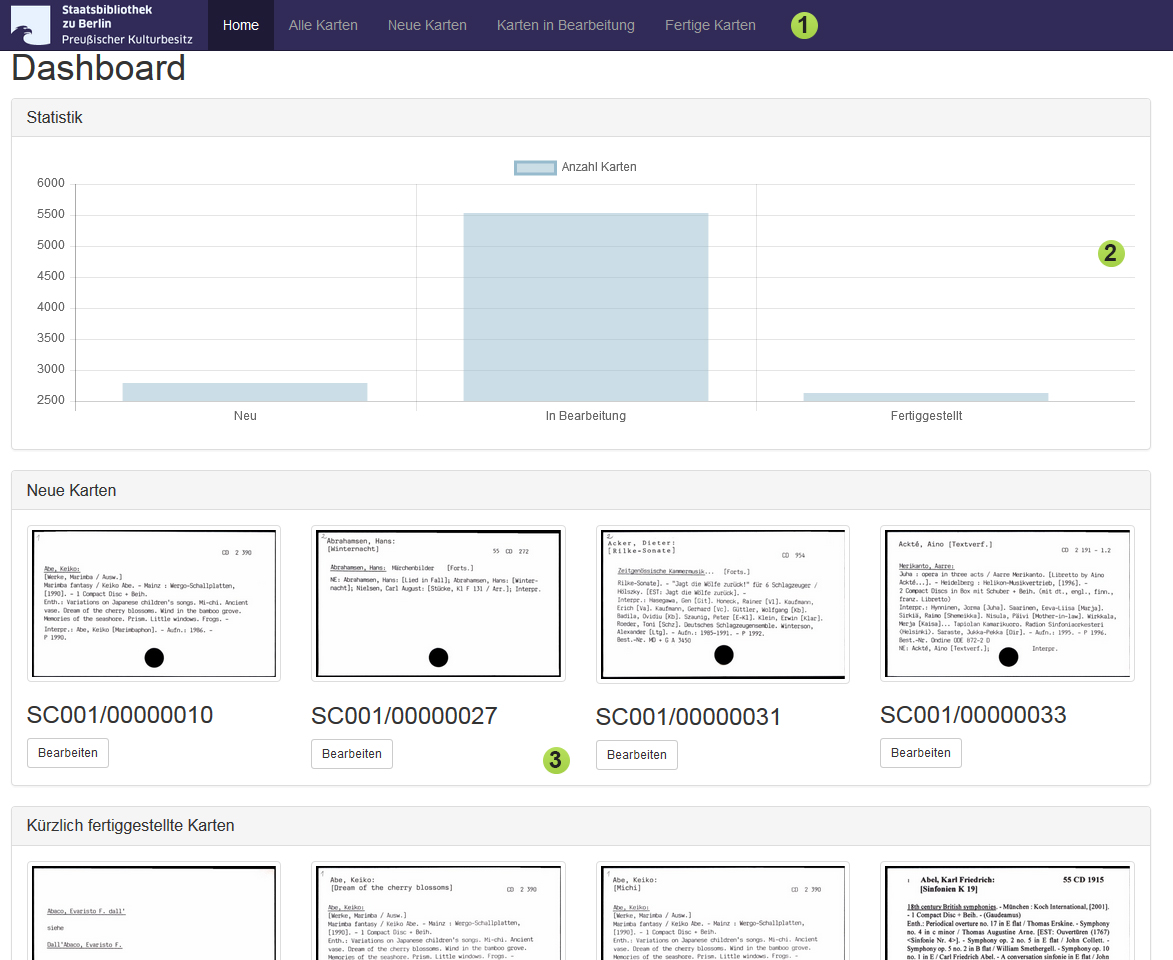 Staatsbibliothek
zu Berlin
Preußischer Kulturbesitz
Home Alle Karten Neue Karten Karten in Bearbeitung Fertige Karten 1
Dashboard
Statistik
Anzahl Karten
6000
5500
5000
2
4500
4000
3500
3000
2500
Neu In Bearbeitung Fertiggestellt
Neue Karten
CD 2 390
Abe, Keiko:
[Werke, Marimba / Ausw.]
Marimba fantasy / Keiko Abe. - Mainz : Wergo-Schallplatten,
[1990]. - 1 Compact Disc + Beih.
Enth.: Variations on Japanese children's songs. Mi-chi. Ancient
vase. Dream of the cherry blossoms. Wind in the bamboo grove.
Memories of the seashore. Prism. Little windows. Frogs. -
Interpr.: Abe, Keiko [Marimbaphon]. - Aufn.: 1986. -
P 1990.
SC001/00000010
Bearbeiten
2
Abrahamsen, Hans:
[Winternacht]
55 CD 272
Abrahamsen, Hans: Märchenbilder [Forts.]
NE: Abrahamsen, Hans: [Lied in Fall]; Abrahamsen, Hans: [Winter-
nacht]; Nielsen, Carl August: [Stücke, Kl F 13) / Arr.]; Interpr.
SC001/00000027
Bearbeiten
3
2
Acker, Dieter:
[Rilke-Sonate]
CD 954
Zeitgenössische Kammermusik... [Forts.]
Rilke-Sonate]. - "Jagt die Wölfe zurück!" für 6 Schlagzeuger /
Hölszky. [EST: Jagt die Wölfe zurück]. -
Interpr.: Hasegawa, Gen [Git]. Honeck, Rainer [Vl]. Kaufmann,
Erich [Va]. Kaufmann, Gerhard [Vc]. Güttler, Wolfgang [Kb].
Badila, Ovidiu [Kb]. Szaunig, Peter [E-Kl]. Klein, Erwin [Klar].
Roeder, Toni [Schz]. Deutsches Schlagzeugensemble. Winterson,
Alexander [Ltg]. - Aufn.: 1985-1991. - P 1992.
Best.-Nr. MD + G A 3450
SC001/00000031
Bearbeiten
Ackté, Aino [Textverf.]
CD 2 191 - 1.2
Merikanto, Aarre:
Juha : opera in three acts / Aarre Merikanto. [Libretto by Aino
Ackté...]. - Heidelberg : Helikon-Musikvertrieb, [1996]. -
2 Compact Discs in Box mit Schuber + Beih. (mit dt., engl., finn.,
franz. Libretto)
Interpr.: Hynninen, Jorma [Juha]. Saarinen, Eeva-Liisa [Marja].
Sirkiä, Raimo [Shemeikka]. Nisula, Päivi [Mother-in-law]. Wirkkala,
Merja [Kaisa]... Tapiolan Kamarikuoro. Radion Sinfoniaorkesteri
(Helsinki). Saraste, Jukka-Pekka [Dir]. - Aufn.: 1995. - P 1996.
Best.-Nr. Ondine ODE 872-2 D
NE: Ackté, Aino [Textverf.]; Interpr.
SC001/00000033
Bearbeiten
Kürzlich fertiggestellte Karten
Abaco, Evaristo F. dall'
siehe
Dall'Abaco, Evaristo F.
Abe, Keiko:
[Dream of the cherry blossoms]
CD 2 390
Abe, Keiko:
[Werke, Marimba / Ausw.]
Marimba fantasy / Keiko Abe. - Mainz : Wergo-Schallplatten,
[1990]. - 1 Compact Disc + Beih.
Enth.: Variations on Japanese children's songs. Mi-chi. Ancient
vase. Dream of the cherry blossoms. Wind in the bamboo grove.
Memories of the seashore. Prism. Little windows. Frogs. -
Abe, Keiko:
[Michi]
CD 2 390
Abe, Keiko:
[Werke, Marimba / Ausw.]
Marimba fantasy / Keiko Abe. - Mainz : Wergo-Schallplatten,
[1990]. - 1 Compact Disc + Beih.
Enth.: Variations on Japanese children's songs. Mi-chi. Ancient
vase. Dream of the cherry blossoms. Wind in the bamboo grove.
Memories of the seashore. Prism. Little windows. Frogs. -
Abel, Karl Friedrich: 55 CD 1915
[Sinfonien K 19]
18th century British symphonies. - München : Koch International, [2001].
- 1 Compact Disc + Beih. - (Gaudeamus)
Enth.: Periodical overture no. 17 in E flat / Thomas Erskine. - Symphony
no. 4 in c minor / Thomas Augustine Arne. [EST: Ouvertüren (1767)
<Sinfonie Nr. 4>]. - Symphony op. 2 no. 5 in E flat / John Collett. -
Symphony op. 5 no. 2 in B flat / William Smethergell. - Symphony op. 10
no. 1 in E / Carl Friedrich Abel. - A conversation sinfonie in E flat / John